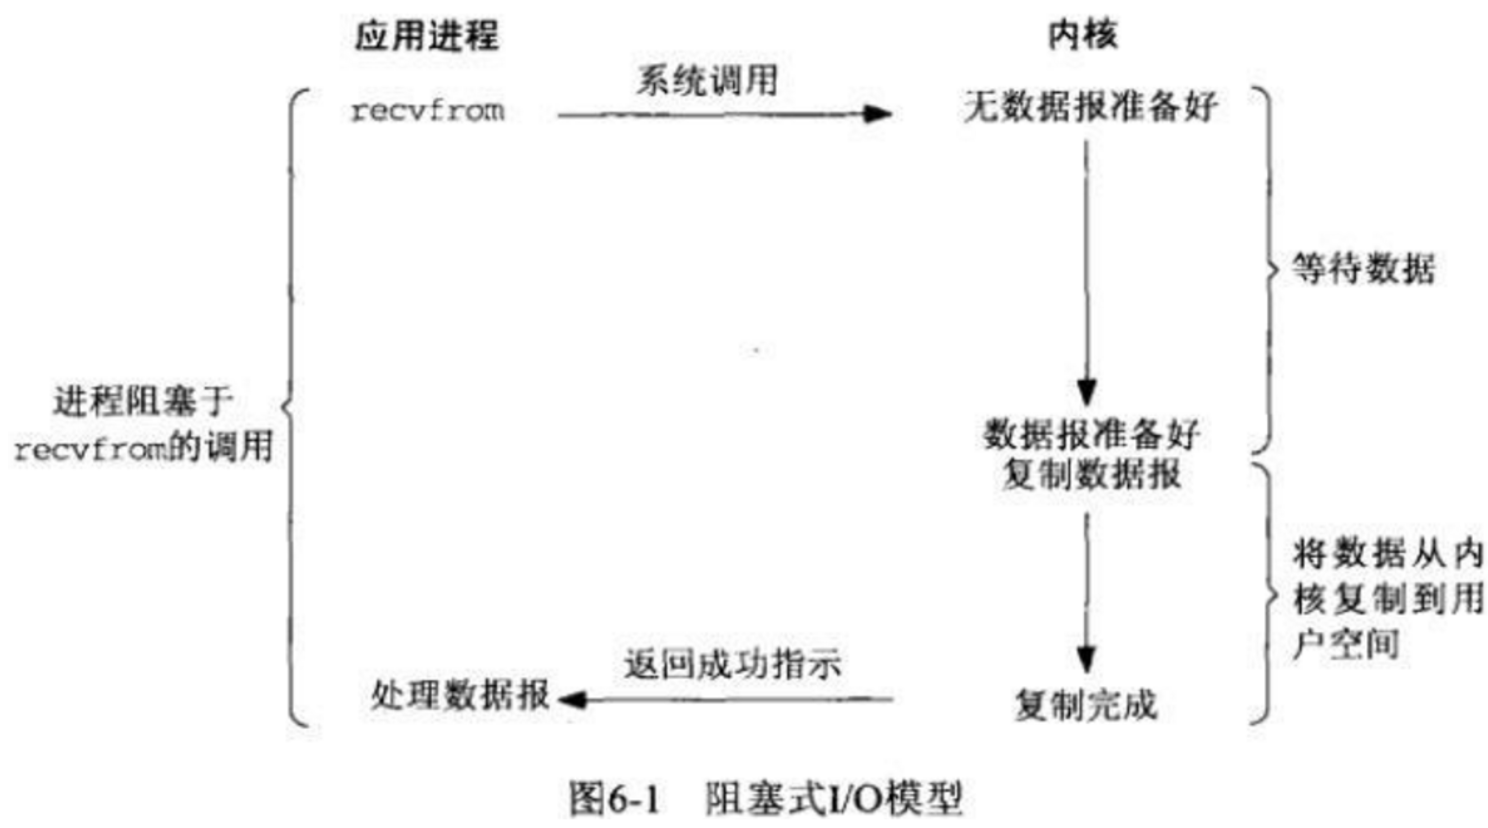 应用进程
内核
recvfrom
系统调用
无数据报准备好
等待数据
进程阻塞于
recvfrom的调用
数据报准备好
复制数据报
将数据从内
核复制到用
户空间
处理数据报
返回成功指示
复制完成
图6-1 阻塞式I/O模型